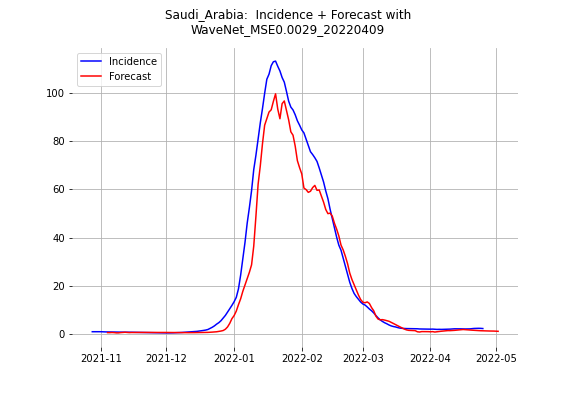 Saudi_Arabia:  Incidence + Forecast with
WaveNet_MSE0.0029_20220409
Incidence
Forecast
100
80
60
40
20
0
2021-11 2021-12 2022-01 2022-02 2022-03 2022-04 2022-05